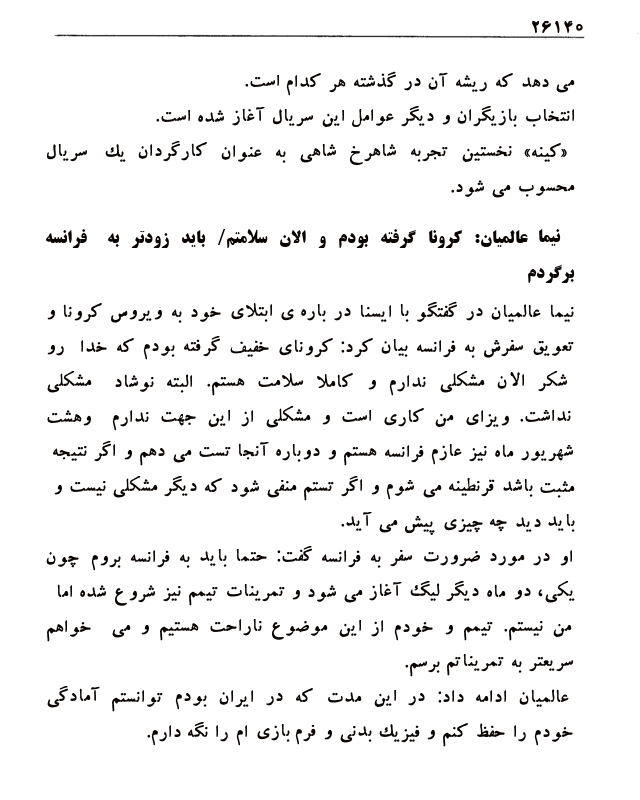 ۲۶۱۴۰
می دهد که ریشه آن در گذشته هر کدام است.
انتخاب بازیگران و دیگر عوامل این سریال آغاز شده است.
«کینه» نخستین تجربه شاهرخ شاهی به عنوان کارگردان یك سریال
محسوب می شود.
نیما عالمیان: کرونا گرفته بودم و الان سلامتم/ باید زودتر به فرانسه
برگردم
نیما عالمیان در گفتگو با ایسنا در باره ی ابتلای خود به ویروس کرونا و
تعویق سفرش به فرانسه بیان کرد: کرونای خفیف گرفته بودم که خدا رو
شکر الان مشکلی ندارم و کاملا سلامت هستم. البته نوشاد مشکلی
نداشت. ویزای من کاری است و مشکلی از این جهت ندارم وهشت
شهریور ماه نیز عازم فرانسه هستم و دوباره آنجا تست می دهم و اگر نتیجه
مثبت باشد قرنطینه می شوم و اگر تستم منفی شود که دیگر مشکلی نیست و
باید دید چه چیزی پیش می آید.
او در مورد ضرورت سفر به فرانسه گفت: حتما باید به فرانسه بروم چون
یکی، دو ماه دیگر لیگ آغاز می شود و تمرینات تیمم نیز شروع شده اما
من نیستم. تیمم و خودم از این موضوع ناراحت هستیم و می خواهم
سریعتر به تمریناتم برسم.
عالمیان ادامه داد: در این مدت که در ایران بودم توانستم آمادگی
خودم را حفظ کنم و فیزیك بدنی و فرم بازی ام را نگه دارم.